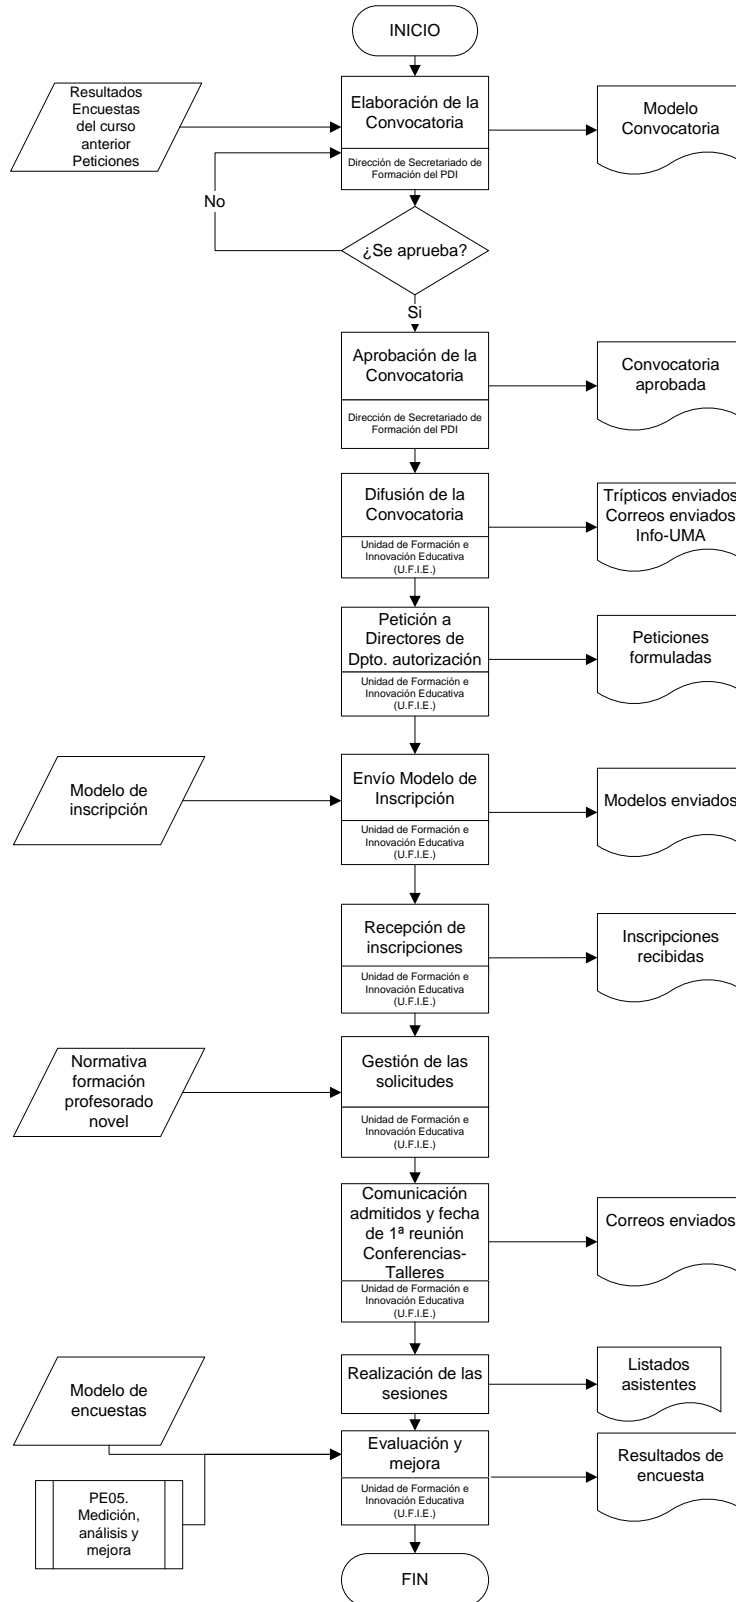 INICIO
Resultados
Encuestas
del curso
anterior
Peticiones
Elaboración de la
Convocatoria
Dirección de Secretariado de
Formación del PDI
Modelo
Convocatoria
No
¿Se aprueba?
Si
Aprobación de la
Convocatoria
Dirección de Secretariado de
Formación del PDI
Convocatoria
aprobada
Difusión de la
Convocatoria
Unidad de Formación e
Innovación Educativa
(U.F.I.E.)
Trípticos enviados
Correos enviados
Info-UMA
Petición a
Directores de
Dpto. autorización
Unidad de Formación e
Innovación Educativa
(U.F.I.E.)
Peticiones
formuladas
Modelo de
inscripción
Envío Modelo de
Inscripción
Unidad de Formación e
Innovación Educativa
(U.F.I.E.)
Modelos enviados
Recepción de
inscripciones
Unidad de Formación e
Innovación Educativa
(U.F.I.E.)
Inscripciones
recibidas
Normativa
formación
profesorado
novel
Gestión de las
solicitudes
Unidad de Formación e
Innovación Educativa
(U.F.I.E.)
Comunicación
admitidos y fecha
de 1ª reunión
Conferencias-
Talleres
Unidad de Formación e
Innovación Educativa
(U.F.I.E.)
Correos enviados
Realización de las
sesiones
Listados
asistentes
Modelo de
encuestas
Evaluación y
mejora
Unidad de Formación e
Innovación Educativa
(U.F.I.E.)
Resultados de
encuesta
PE05.
Medición,
análisis y
mejora
FIN